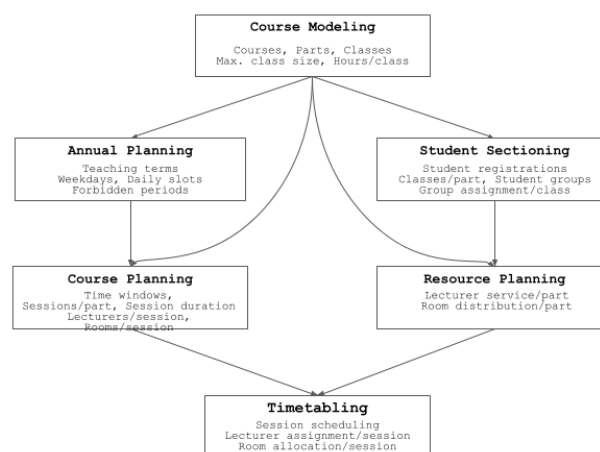 Course Modeling
Courses, Parts, Classes
Max. class size, Hours/class
Annual Planning
Teaching terms
Weekdays, Daily slots
Forbidden periods
Student Sectioning
Student registrations
Classes/part, Student groups
Group assignment/class
Course Planning
Time windows,
Sessions/part, Session duration
Lecturers/session,
Rooms/session
Resource Planning
Lecturer service/part
Room distribution/part
Timetabling
Session scheduling
Lecturer assignment/session
Room allocation/session